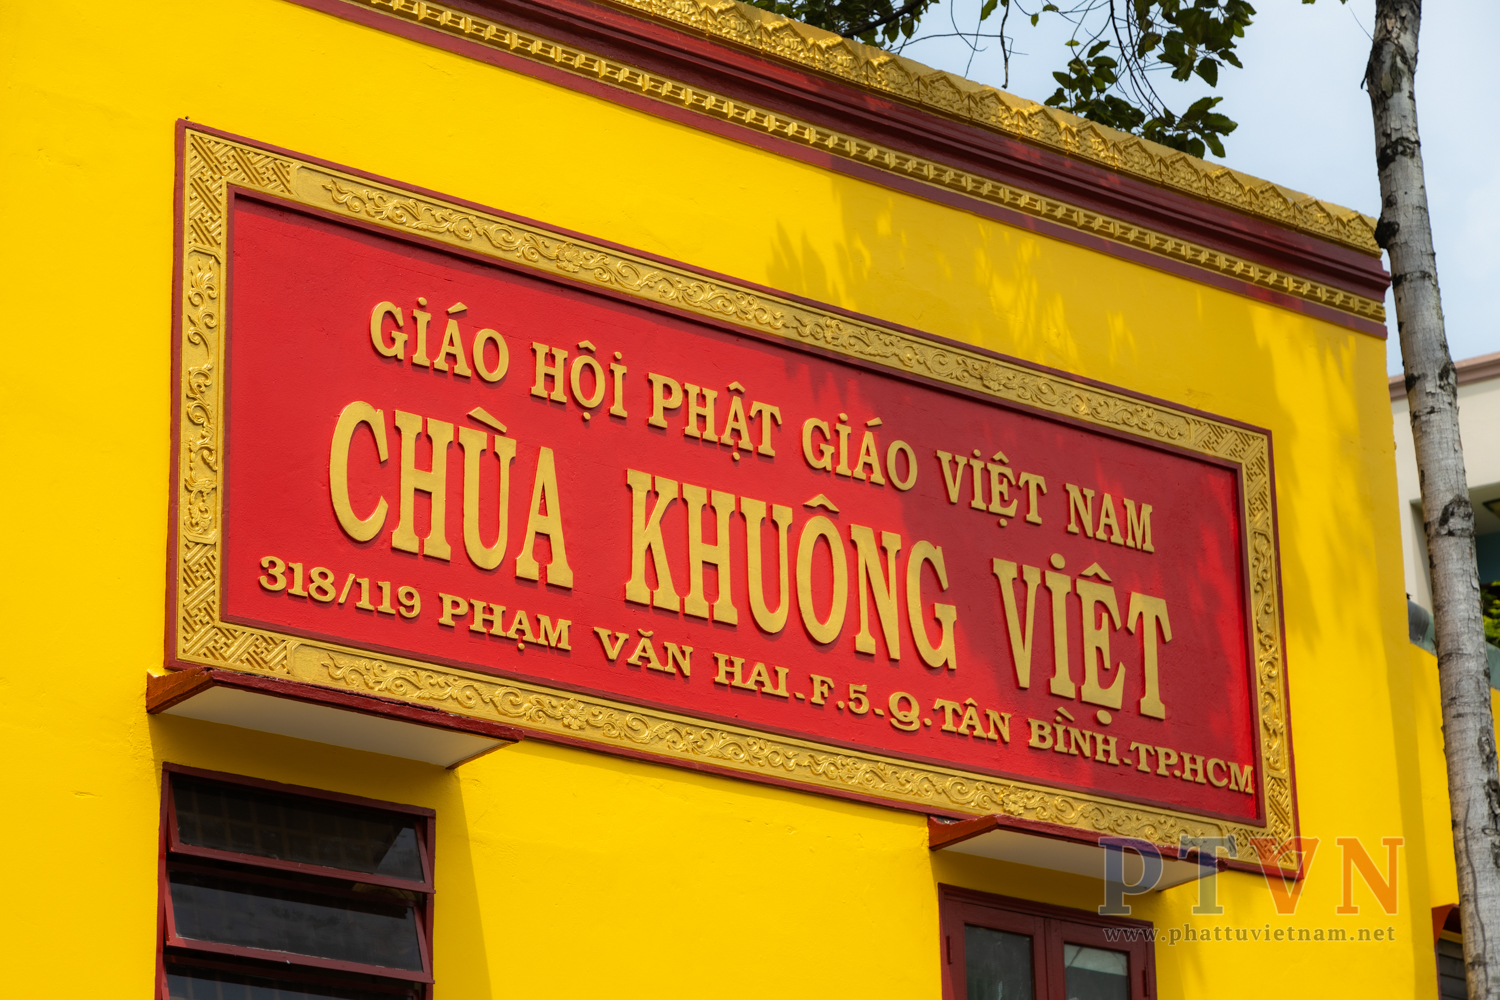 GIÁO HỘI PHẬT GIÁO VIỆT NAM
CHÙA KHUÔNG VIỆT
318/119 PHẠM VĂN HAI-F.5-Q.TÂN BÌNH-TP.HCM
PTVN
www.phattuvietnam.net